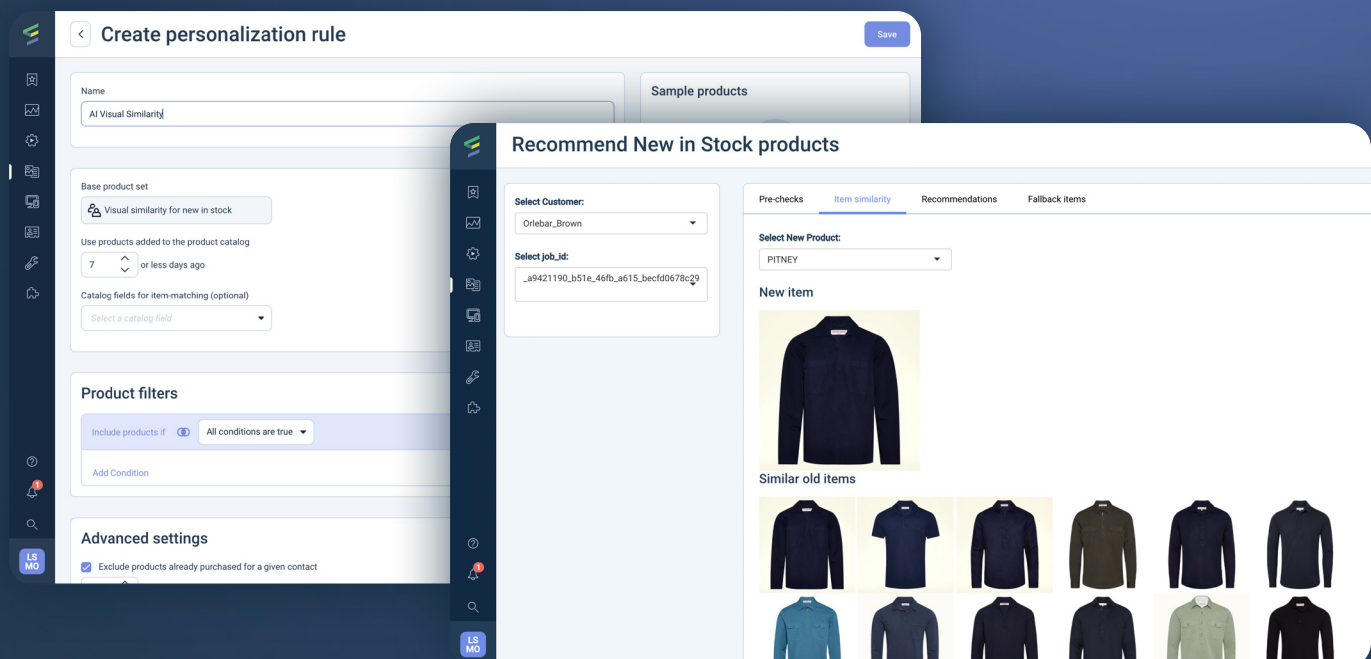 Create personalization rule
Save
Name
AI Visual Similarity
Sample products
Base product set
Visual similarity for new in stock
Use products added to the product catalog
7
or less days ago
Catalog fields for item-matching (optional)
Select a catalog field
Product filters
Include products if
All conditions are true
Add Condition
Advanced settings
Exclude products already purchased for a given contact
1
LS
MO
Recommend New in Stock products
Select Customer:
Orlebar_Brown
Select job_id:
_a9421190_b51e_46fb_a615_becfd0678c29
Pre-checks
Item similarity
Recommendations
Fallback items
Select New Product:
PITNEY
New item
Similar old items
1
LS
MO